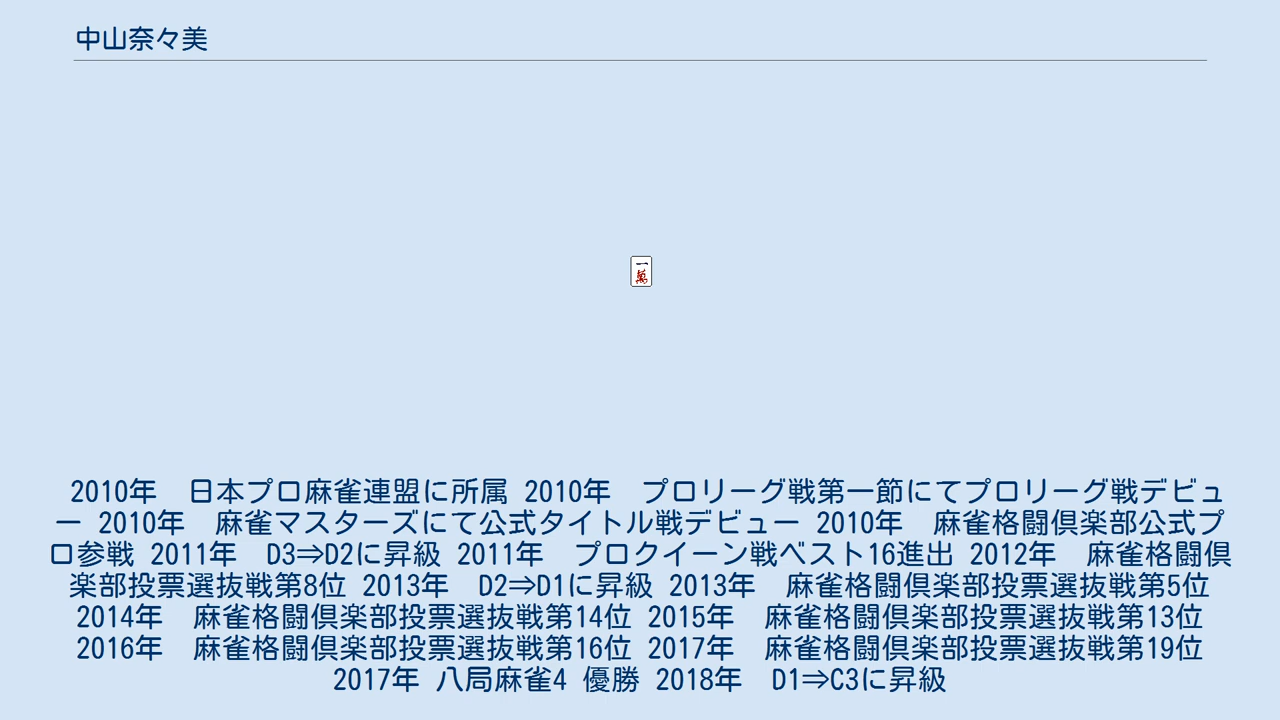 中山奈々美
一萬
2010年　日本プロ麻雀連盟に所属 2010年　プロリーグ戦第一節にてプロリーグ戦デビュ
ー 2010年　麻雀マスターズにて公式タイトル戦デビュー 2010年　麻雀格闘倶楽部公式プ
ロ参戦 2011年　D3⇒D2に昇級 2011年　プロクイーン戦ベスト16進出 2012年　麻雀格闘倶
楽部投票選抜戦第8位 2013年　D2⇒D1に昇級 2013年　麻雀格闘倶楽部投票選抜戦第5位
2014年　麻雀格闘倶楽部投票選抜戦第14位 2015年　麻雀格闘倶楽部投票選抜戦第13位
2016年　麻雀格闘倶楽部投票選抜戦第16位 2017年　麻雀格闘倶楽部投票選抜戦第19位
2017年 八局麻雀4 優勝 2018年　D1⇒C3に昇級